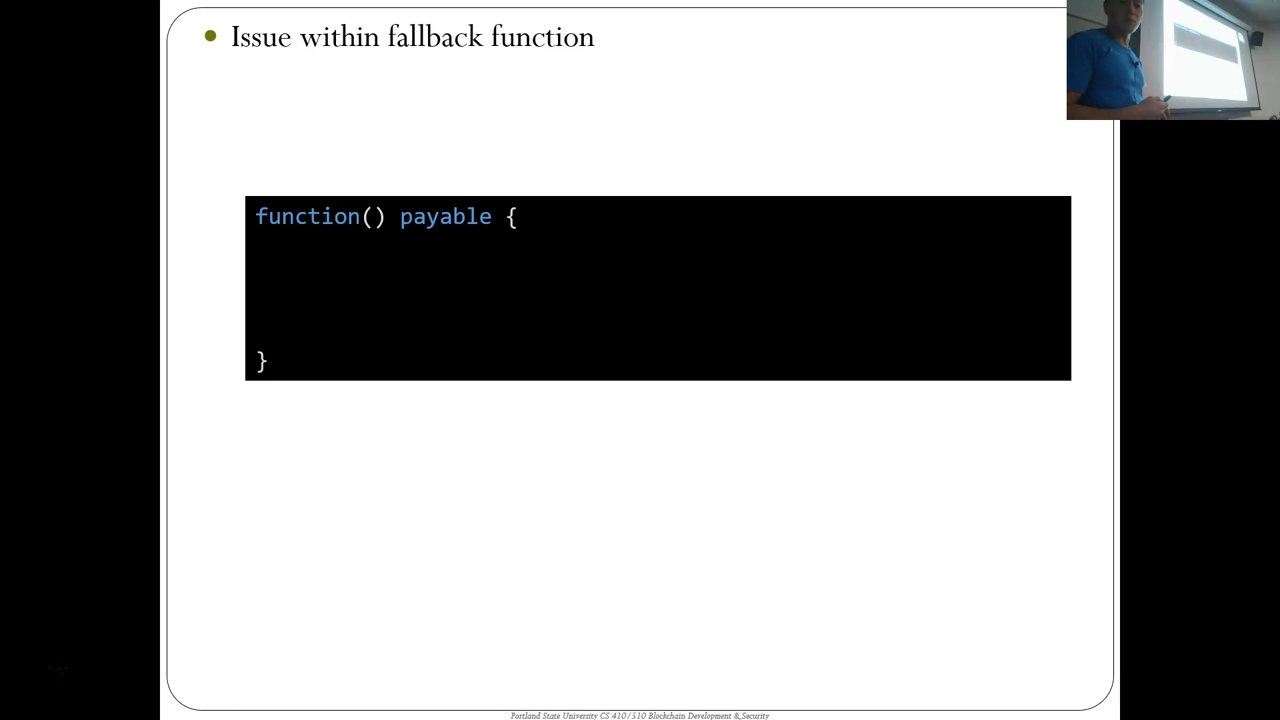 Issue within fallback function
function() payable {
}
Portland State University CS 410/510 Blockchain Development & Security